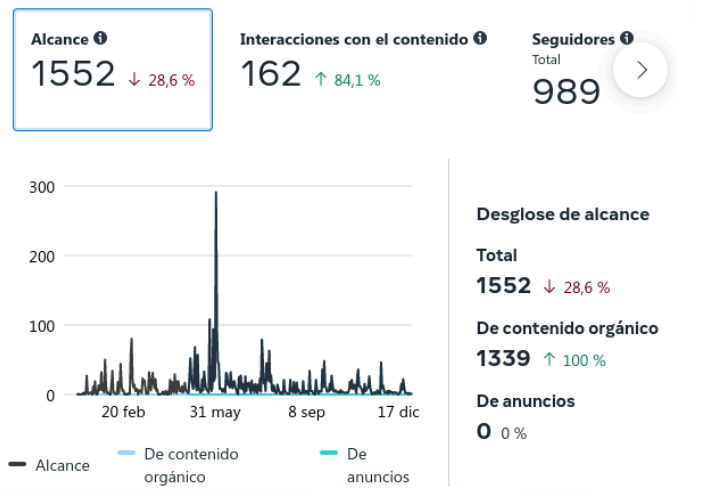 Alcance
1552 ↓ 28,6 %
Interacciones con el contenido
162 ↑ 84,1 %
Seguidores
Total
989
300
200
100
0
20 feb 31 may 8 sep 17 dic
Alcance
De contenido
orgánico
De
anuncios
Desglose de alcance
Total
1552 ↓ 28,6 %
De contenido orgánico
1339 ↑ 100 %
De anuncios
0 0 %